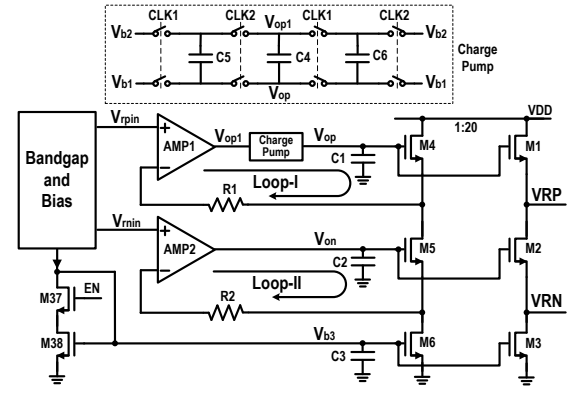 CLK1 CLK2 Vop1 CLK1 CLK2
Vb2 Vb2
C5 C4 C6
Charge
Pump
Vb1 Vop Vb1
Vrpin
AMP1
Vop1
Charge
Pump
Vop
C1
VDD
1:20
M4 M1
Bandgap
and
Bias
Loop-I
R1
VRP
Vrnin
AMP2
Von
C2
M5 M2
Loop-II
R2
VRN
M37 EN
M38
Vb3
C3
M6 M3